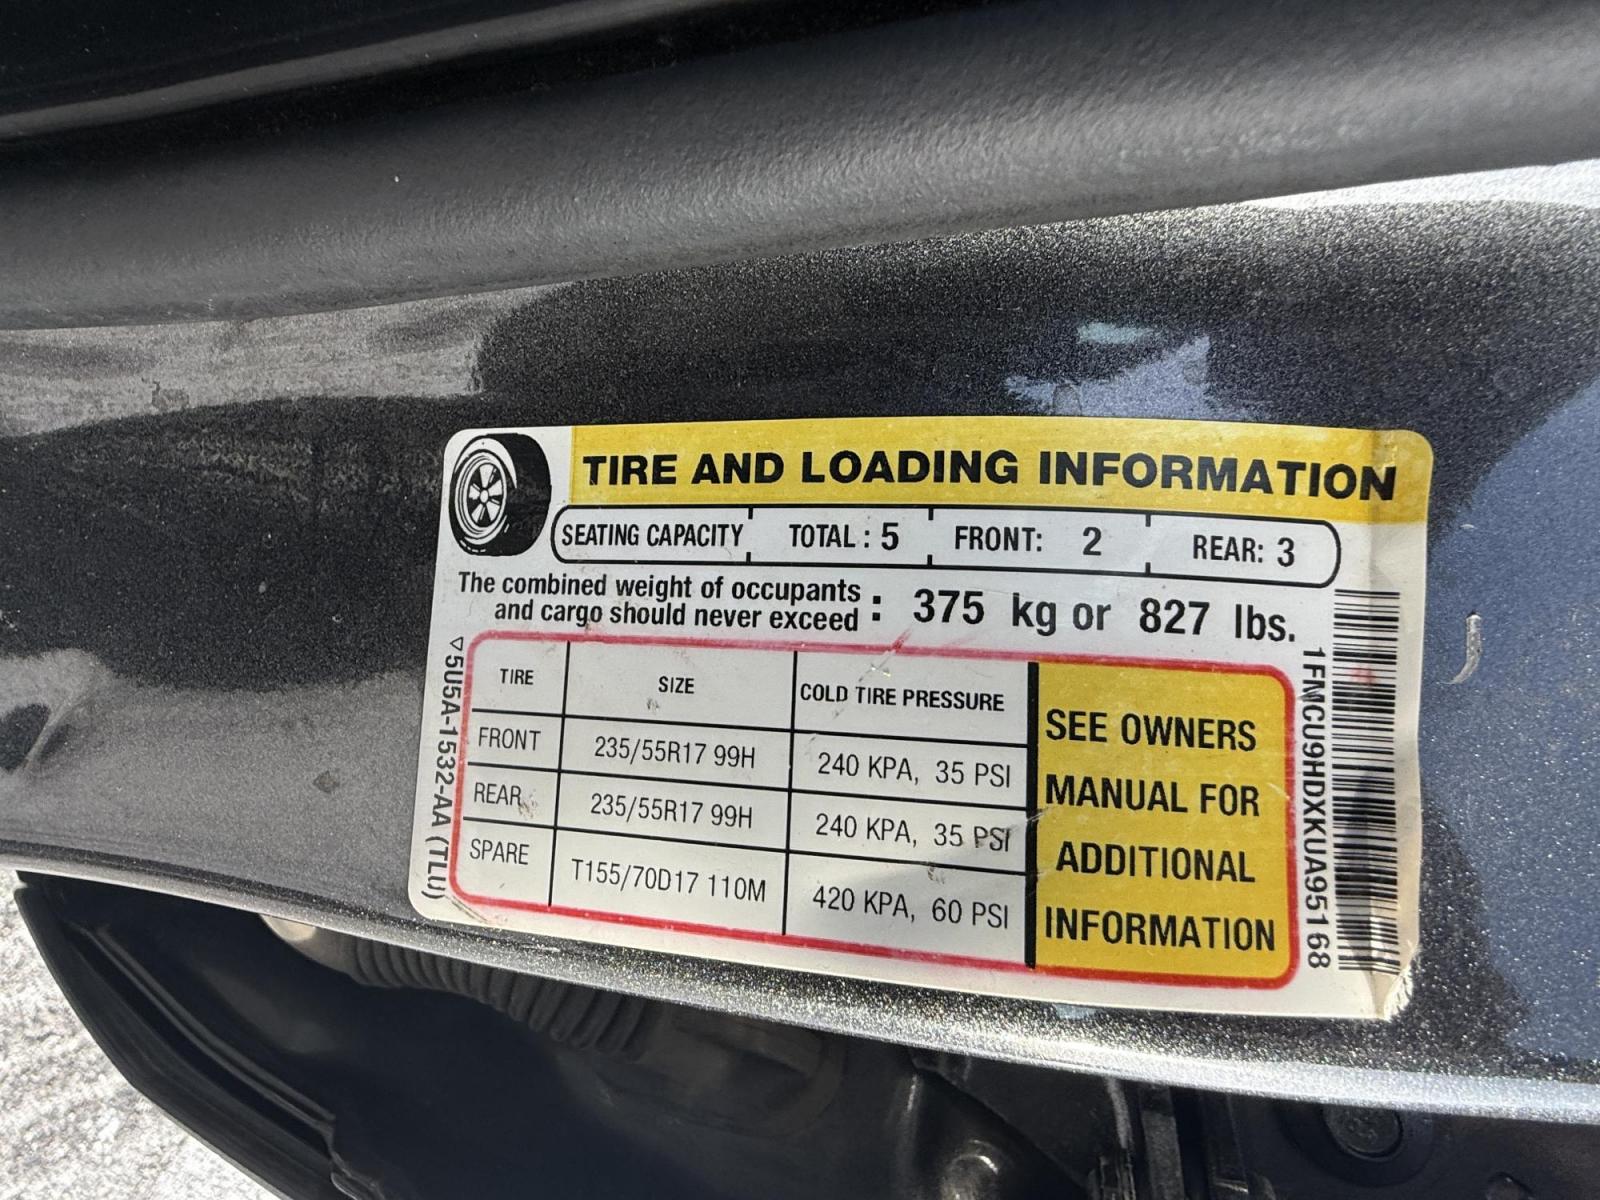 TIRE AND LOADING INFORMATION
SEATING CAPACITY TOTAL : 5 FRONT: 2 REAR: 3
The combined weight of occupants
and cargo should never exceed : 375 kg or 827 lbs.
TIRE SIZE COLD TIRE PRESSURE
FRONT 235/55R17 99H 240 KPA, 35 PSI
REAR 235/55R17 99H 240 KPA, 35 PSI
SPARE T155/70D17 110M 420 KPA, 60 PSI
SEE OWNERS
MANUAL FOR
ADDITIONAL
INFORMATION
5U5A-1532-AA (TLU)
1FMCU9HDXKUA95168